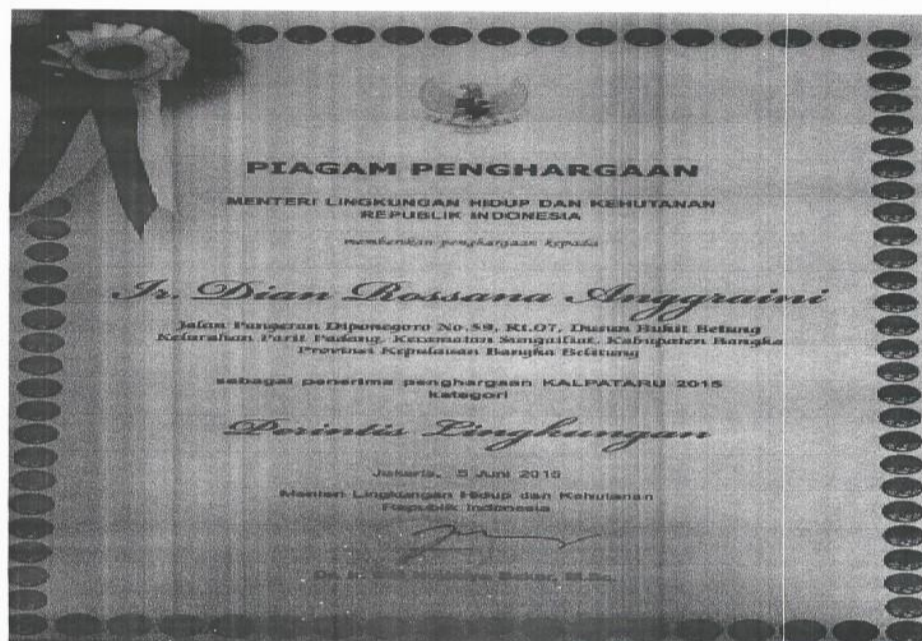 PIAGAM PENGHARGAAN
MENTERI LINGKUNGAN HIDUP DAN KEHUTANAN
REPUBLIK INDONESIA
memberikan penghargaan kepada
Ir. Dian Rossana Anggraini
Jalan Pangeran Diponegoro No.59, Rt.07, Dusun Bukit Betung
Kelurahan Parit Padang, Kecamatan Sungailiat, Kabupaten Bangka
Provinsi Kepulauan Bangka Belitung
sebagai penerima penghargaan KALPATARU 2015
kategori
Perintis Lingkungan
Jakarta, 5 Juni 2015
Menteri Lingkungan Hidup dan Kehutanan
Republik Indonesia
Dr. Ir. Siti Nurbaya Bakar, M.Sc.